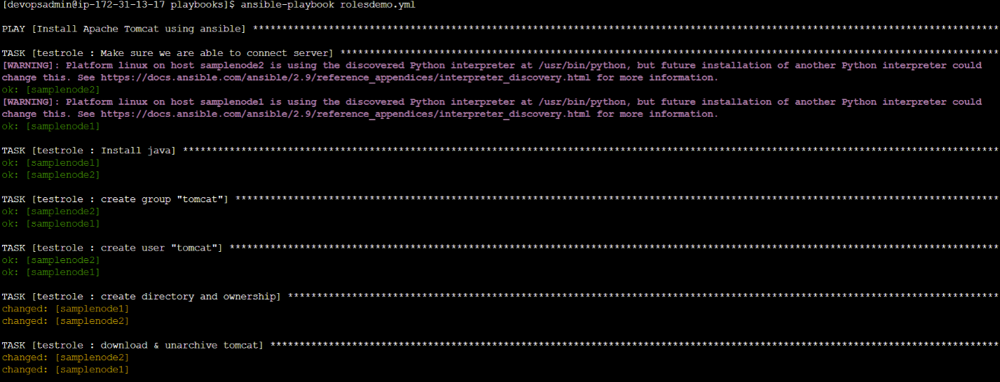 [devopsadmin@ip-172-31-13-17 playbooks]$ ansible-playbook rolesdemo.yml
PLAY [Install Apache Tomcat using ansible] ********************************************************************************************************************************
TASK [testrole : Make sure we are able to connect server] *****************************************************************************************************************
[WARNING]: Platform linux on host samplenode2 is using the discovered Python interpreter at /usr/bin/python, but future installation of another Python interpreter could
change this. See https://docs.ansible.com/ansible/2.9/reference_appendices/interpreter_discovery.html for more information.
ok: [samplenode2]
[WARNING]: Platform linux on host samplenode1 is using the discovered Python interpreter at /usr/bin/python, but future installation of another Python interpreter could
change this. See https://docs.ansible.com/ansible/2.9/reference_appendices/interpreter_discovery.html for more information.
ok: [samplenode1]
TASK [testrole : Install java] ********************************************************************************************************************************************
ok: [samplenode1]
ok: [samplenode2]
TASK [testrole : create group "tomcat"] ***********************************************************************************************************************************
ok: [samplenode2]
ok: [samplenode1]
TASK [testrole : create user "tomcat"] ************************************************************************************************************************************
ok: [samplenode2]
ok: [samplenode1]
TASK [testrole : create directory and ownership] **************************************************************************************************************************
changed: [samplenode1]
changed: [samplenode2]
TASK [testrole : download & unarchive tomcat] *****************************************************************************************************************************
changed: [samplenode2]
changed: [samplenode1]